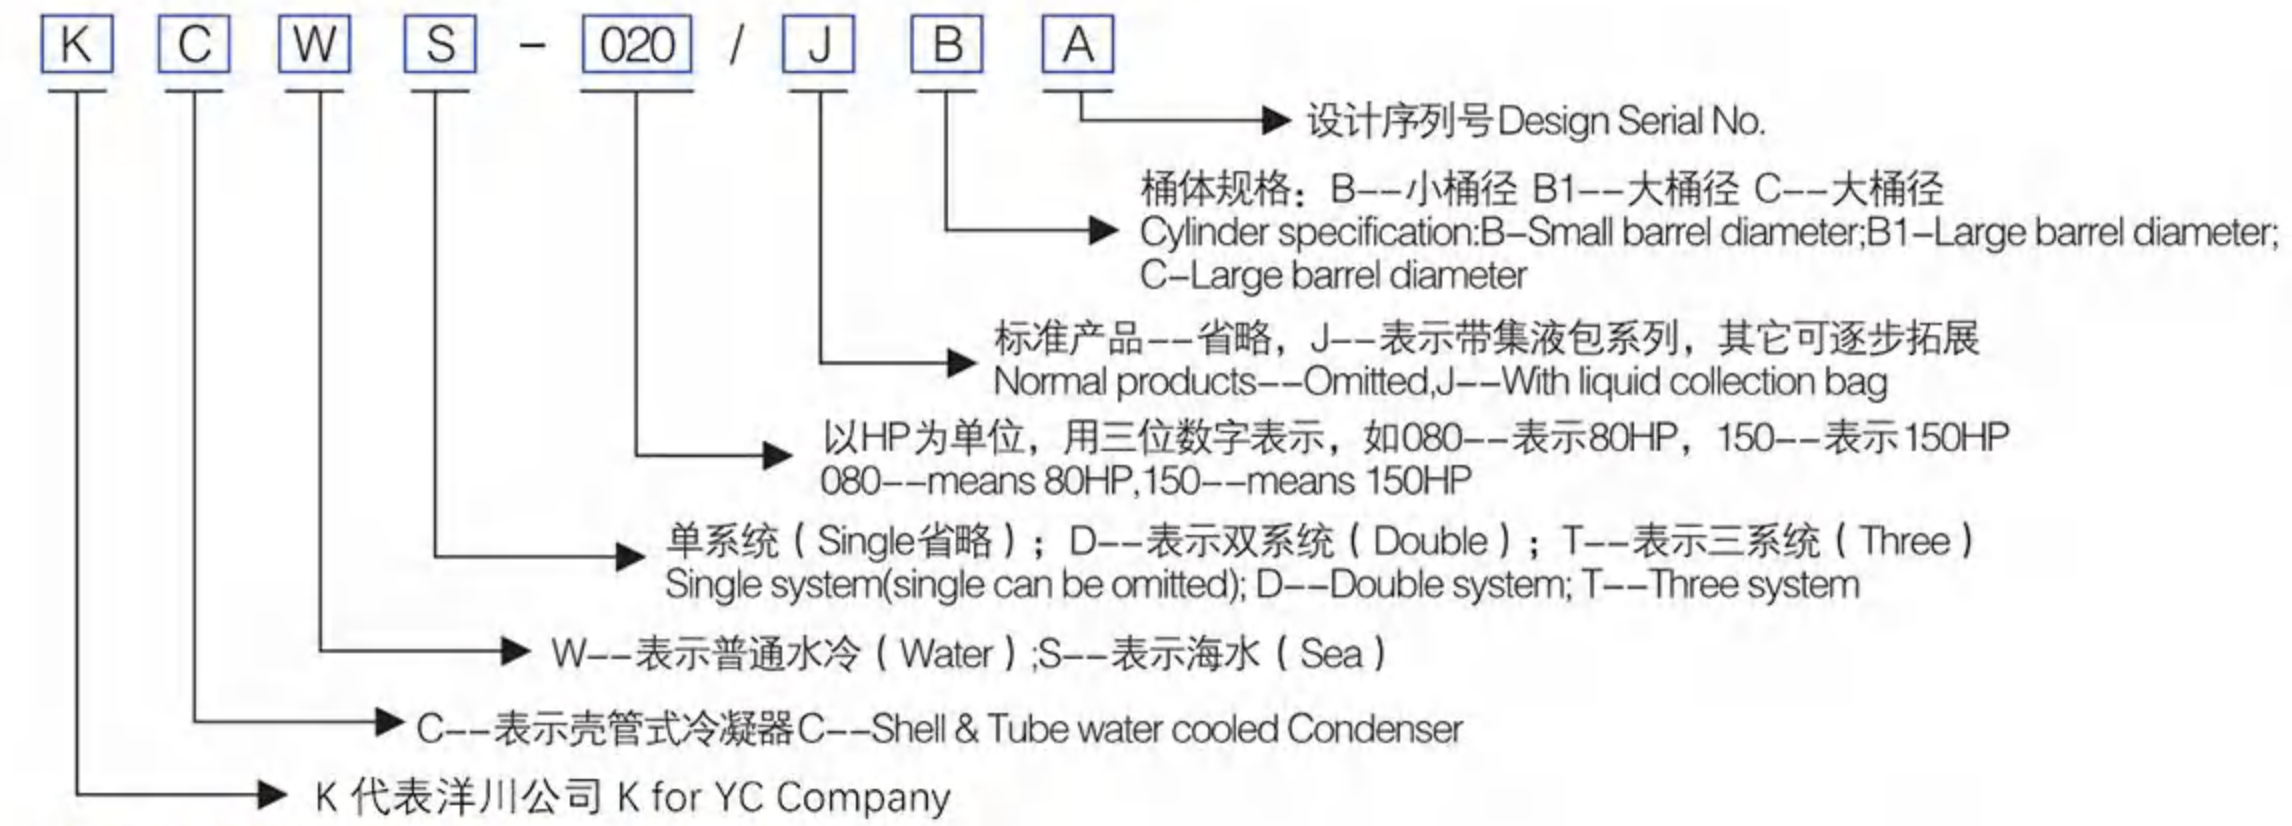 K C W S - 020 / J B A
设计序列号Design Serial No.
桶体规格：B--小桶径 B1--大桶径 C--大桶径
Cylinder specification:B-Small barrel diameter;B1-Large barrel diameter;
C-Large barrel diameter
标准产品--省略，J--表示带集液包系列，其它可逐步拓展
Normal products--Omitted,J--With liquid collection bag
以HP为单位，用三位数字表示，如080--表示80HP，150--表示150HP
080--means 80HP,150--means 150HP
单系统（Single省略）；D--表示双系统（Double）；T--表示三系统（Three）
Single system(single can be omitted); D--Double system; T--Three system
W--表示普通水冷（Water）;S--表示海水（Sea）
C--表示壳管式冷凝器C--Shell & Tube water cooled Condenser
K 代表洋川公司 K for YC Company